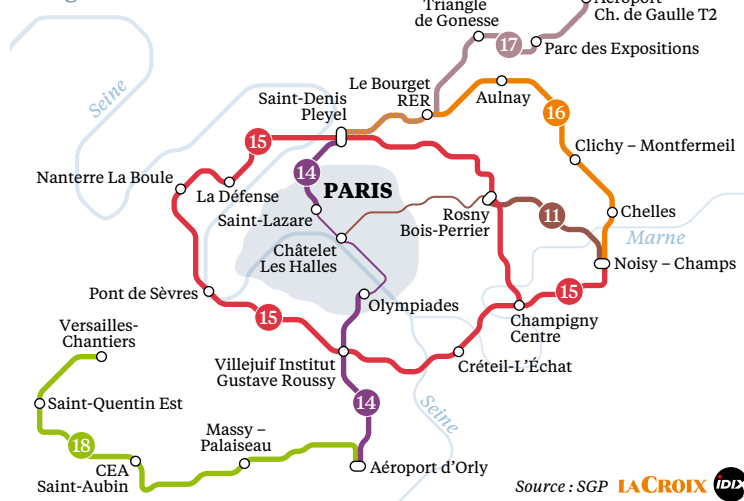 Triangle
de Gonesse
Aéroport
Ch. de Gaulle T2
17
Parc des Expositions
Le Bourget
RER
Aulnay
Seine
Saint-Denis
Pleyel
16
15
Clichy – Montfermeil
14
Nanterre La Boule
La Défense
PARIS
Saint-Lazare
Rosny
Bois-Perrier
11
Chelles
Marne
Châtelet
Les Halles
Noisy – Champs
Pont de Sèvres
15
Olympiades
15
Champigny
Centre
Versailles-
Chantiers
Villejuif Institut
Gustave Roussy
Créteil-L'Échat
Saint-Quentin Est
14
Seine
18
Massy –
Palaiseau
CEA
Saint-Aubin
Aéroport d'Orly
Source : SGP LA CROIX iDIX